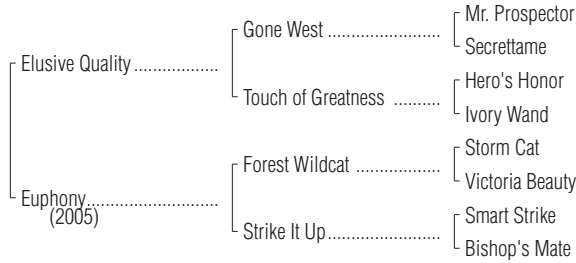 Mr. Prospector
Gone West ....................
Secrettame
Elusive Quality ...............
Hero's Honor
Touch of Greatness ........
Ivory Wand
Storm Cat
Forest Wildcat ...............
Victoria Beauty
Euphony........................
(2005)
Smart Strike
Strike It Up....................
Bishop's Mate